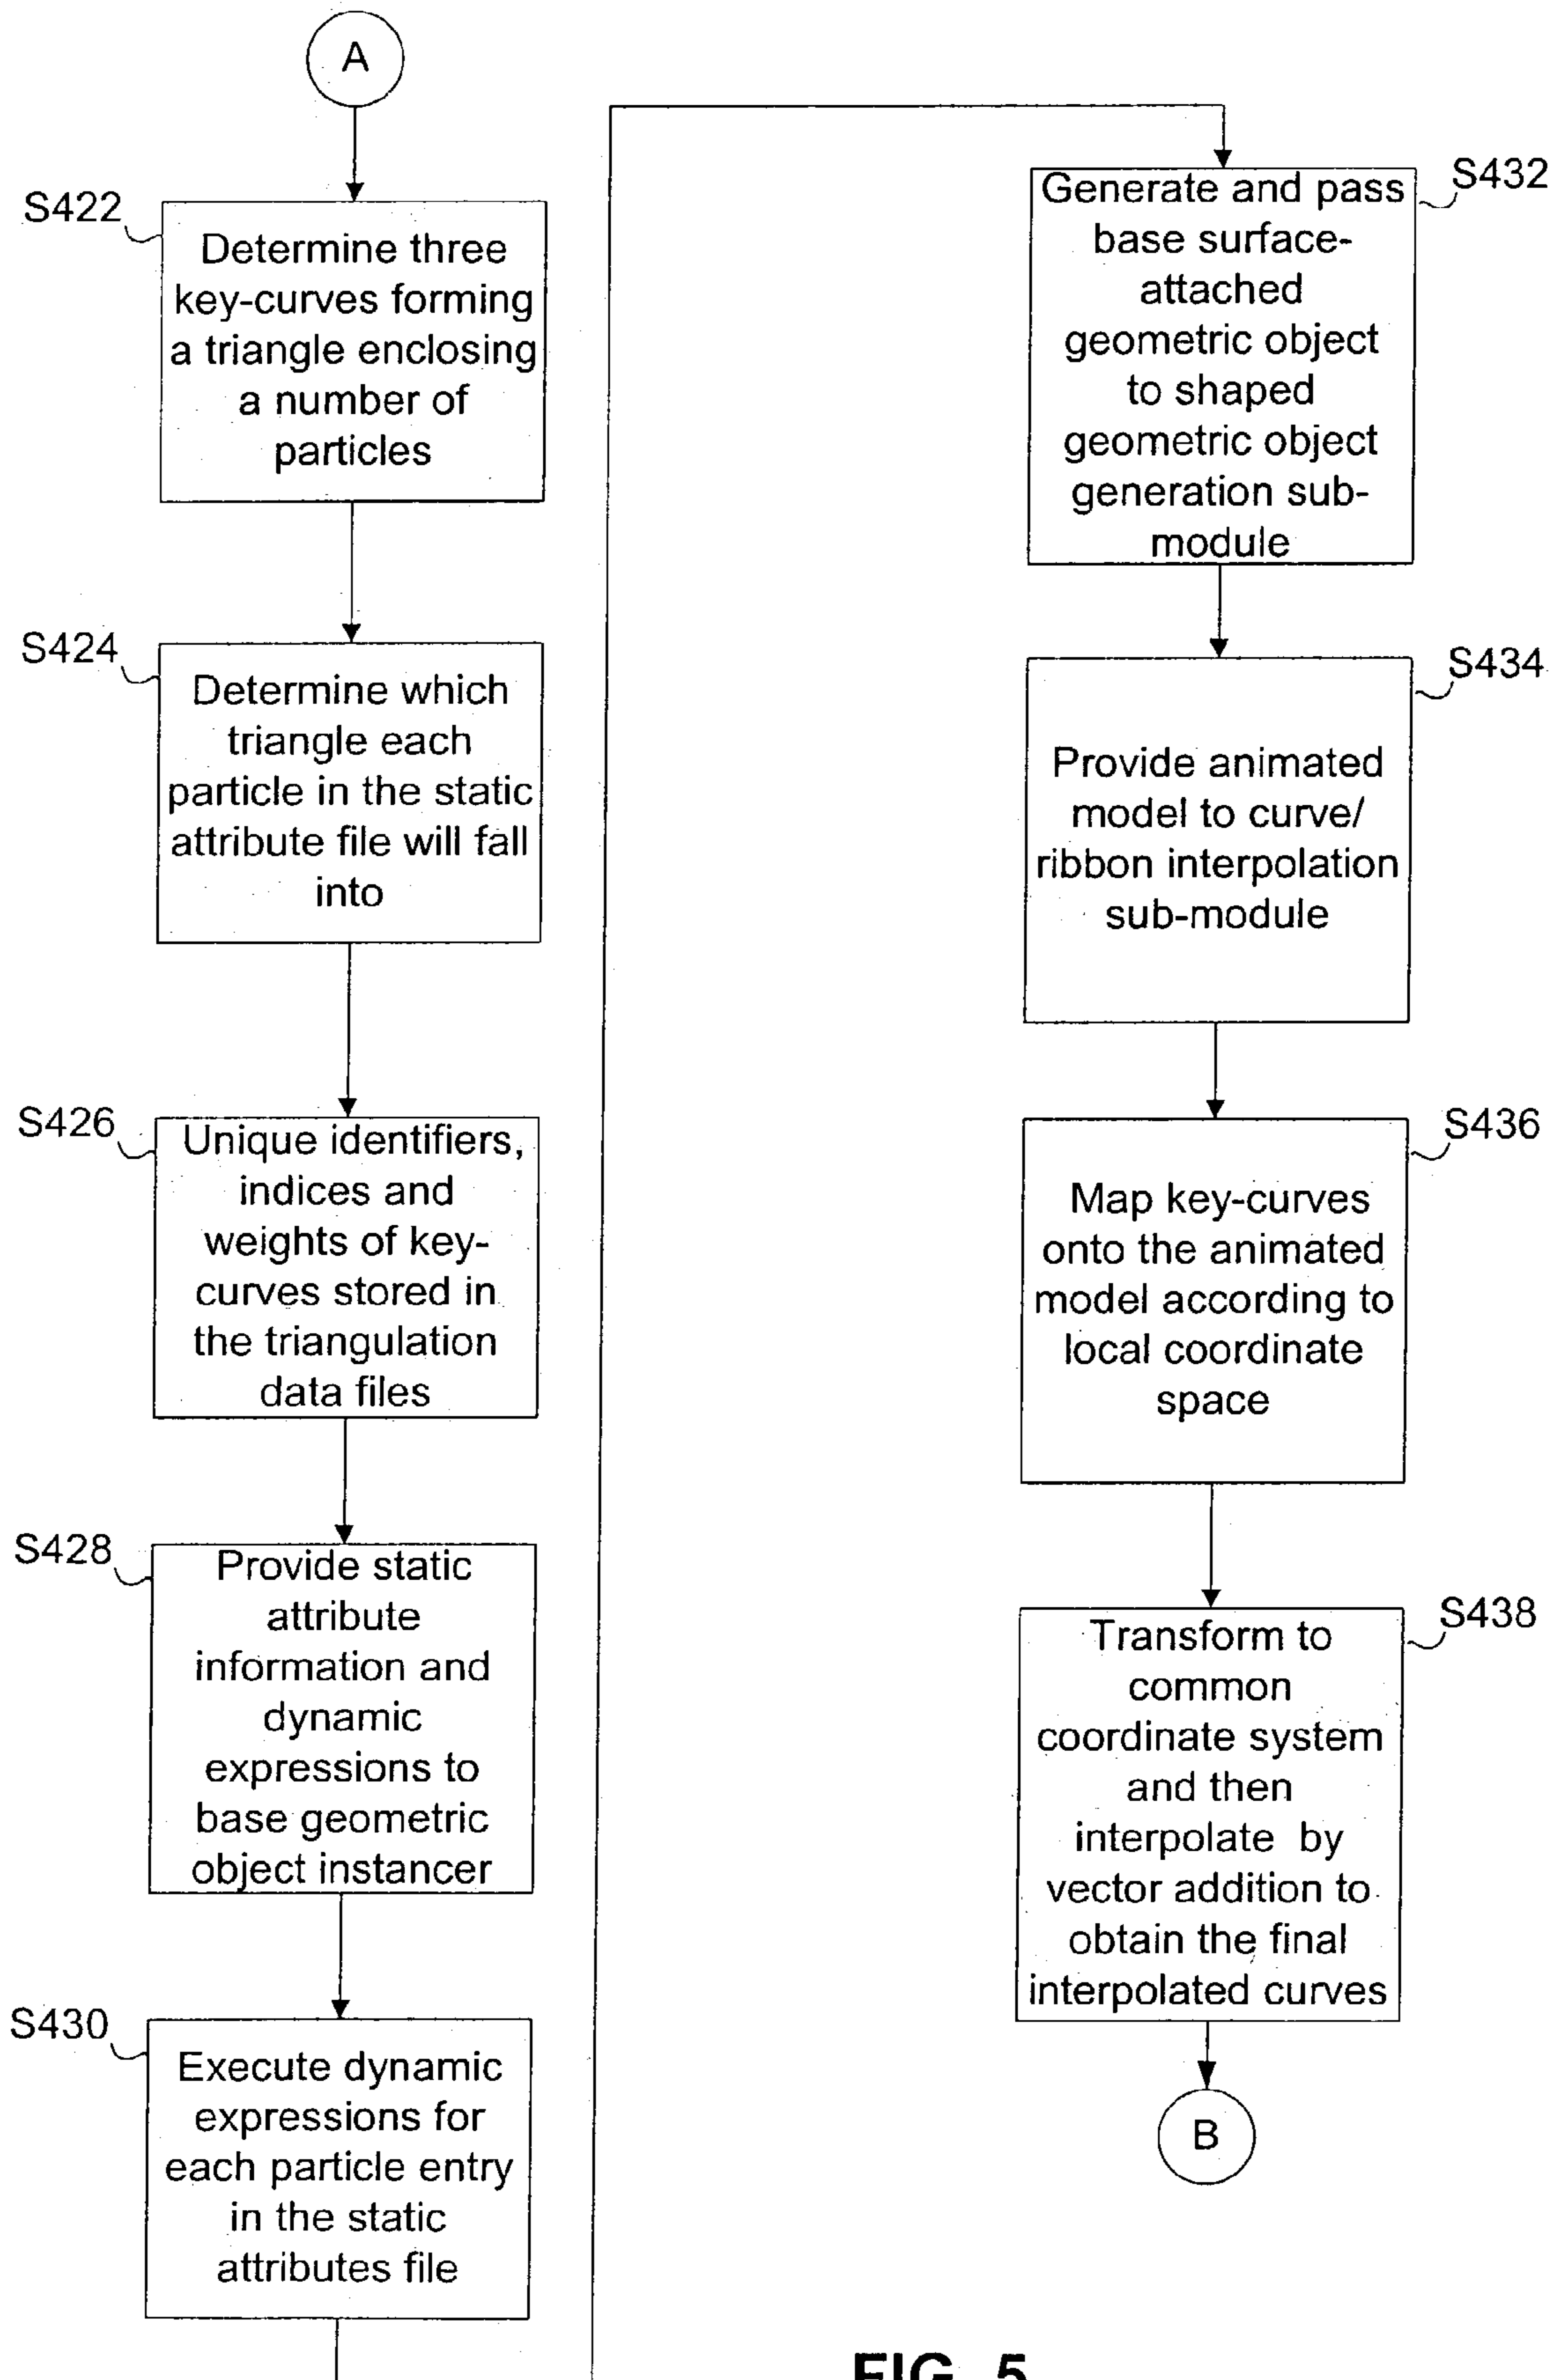 A
S422
Determine three
key-curves forming
a triangle enclosing
a number of
particles
S424
Determine which
triangle each
particle in the static
attribute file will fall
into
S426
Unique identifiers,
indices and
weights of key-
curves stored in
the triangulation
data files
S428
Provide static
attribute
information and
dynamic
expressions to
base geometric
object instancer
S430
Execute dynamic
expressions for
each particle entry
in the static
attributes file
S432
Generate and pass
base surface-
attached
geometric object
to shaped
geometric object
generation sub-
module
S434
Provide animated
model to curve/
ribbon interpolation
sub-module
S436
Map key-curves
onto the animated
model according to
local coordinate
space
S438
Transform to
common
coordinate system
and then
interpolate by
vector addition to
obtain the final
interpolated curves
B
FIG. 5